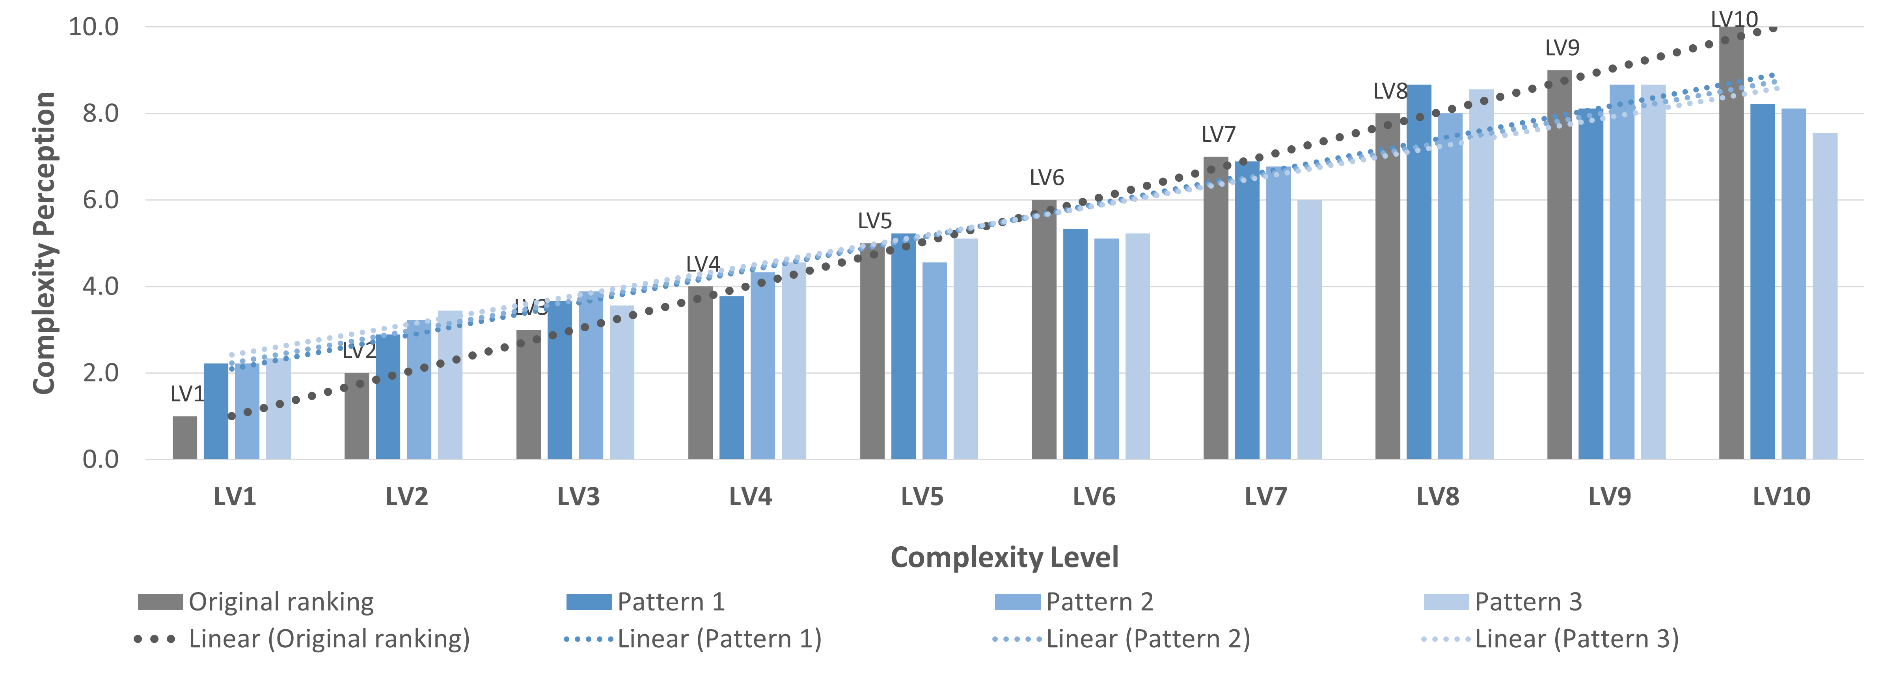 10.0
8.0
6.0
4.0
2.0
0.0
Complexity Perception
LV1
LV2
LV3
LV4
LV5
LV6
LV7
LV8
LV9
LV10
LV1 LV2 LV3 LV4 LV5 LV6 LV7 LV8 LV9 LV10
Complexity Level
Original ranking Pattern 1 Pattern 2 Pattern 3
Linear (Original ranking) Linear (Pattern 1) Linear (Pattern 2) Linear (Pattern 3)